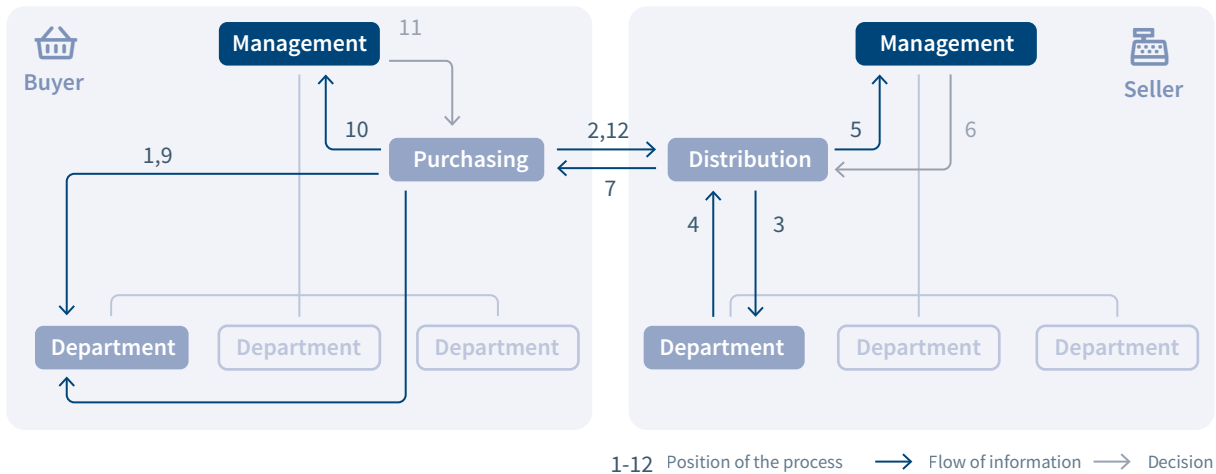 Buyer
Management
11
10
1,9
Purchasing
2,12
7
Department
Department
Department
Seller
Management
5
6
Distribution
4
3
Department
Department
Department
1-12 Position of the process
Flow of information
Decision